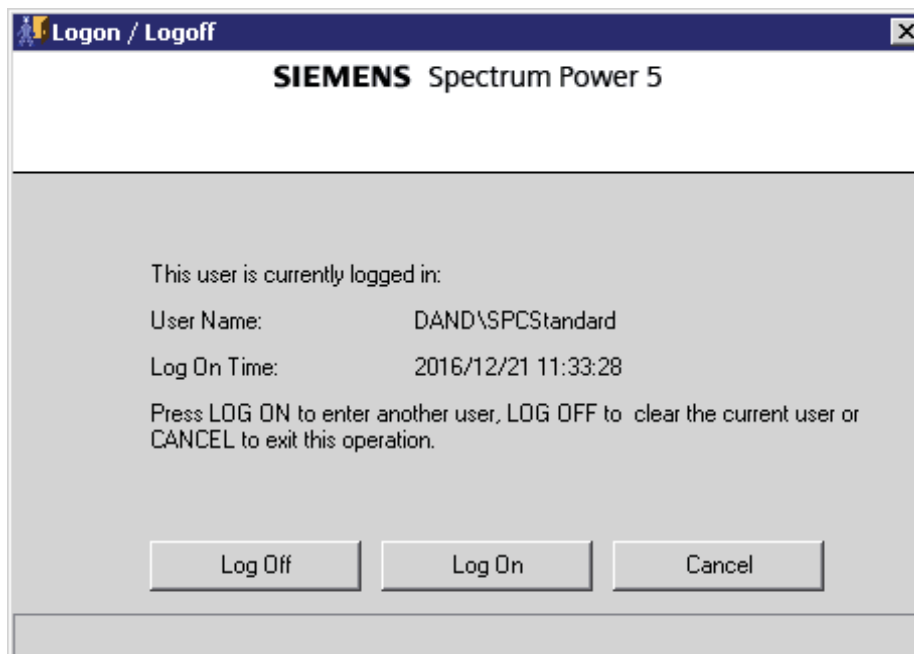 Logon / Logoff
SIEMENS Spectrum Power 5
This user is currently logged in:
User Name: DAND\SPCStandard
Log On Time: 2016/12/21 11:33:28
Press LOG ON to enter another user, LOG OFF to clear the current user or
CANCEL to exit this operation.
Log Off Log On Cancel